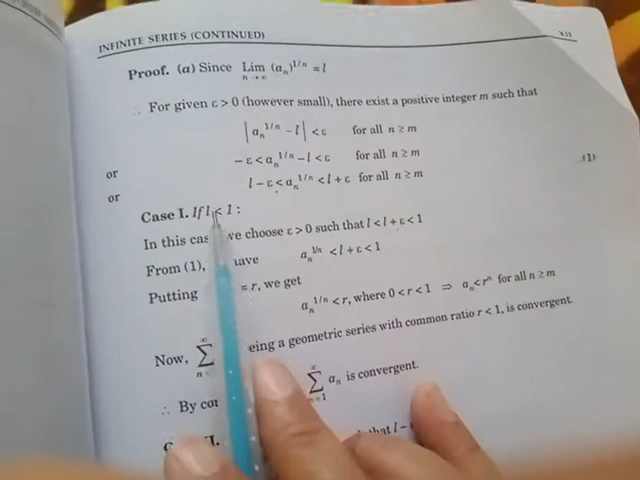 INFINITE SERIES (CONTINUED) XII
Proof. (a) Since Lim n→∞ (aₙ)^1/n = l
∴ For given ε > 0 (however small), there exist a positive integer m such that
|aₙ^1/n − l| < ε for all n ≥ m
or −ε < aₙ^1/n − l < ε for all n ≥ m
or l − ε < aₙ^1/n < l + ε for all n ≥ m (1)
Case I. If l < 1 :
In this cas we choose ε > 0 such that l < l + ε < 1
From (1), have aₙ^1/n < l + ε < 1
Putting = r, we get
aₙ^1/n < r, where 0 < r < 1 ⇒ aₙ < rⁿ for all n ≥ m
Now, ∞ Σ n eing a geometric series with common ratio r < 1, is convergent.
∴ By ∞ Σ n=1 aₙ is convergent.
that l −